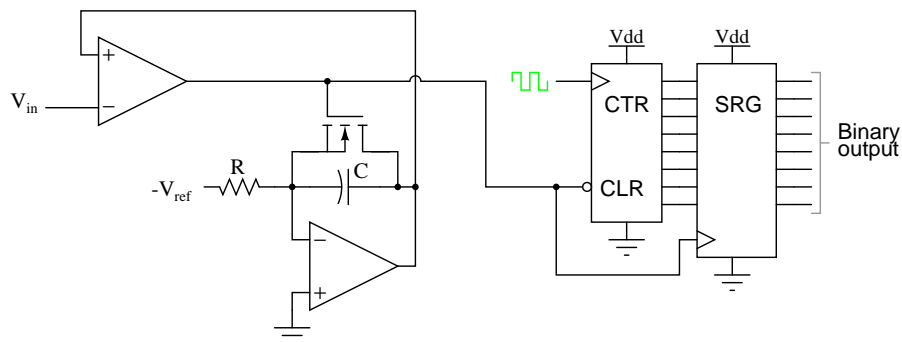 Vdd Vdd
+
−
V_in
CTR SRG
Binary
output
R C
-V_ref
CLR
−
+